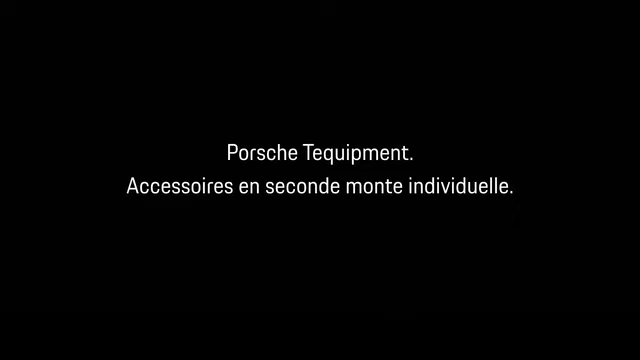 Porsche Tequipment.
Accessoires en seconde monte individuelle.